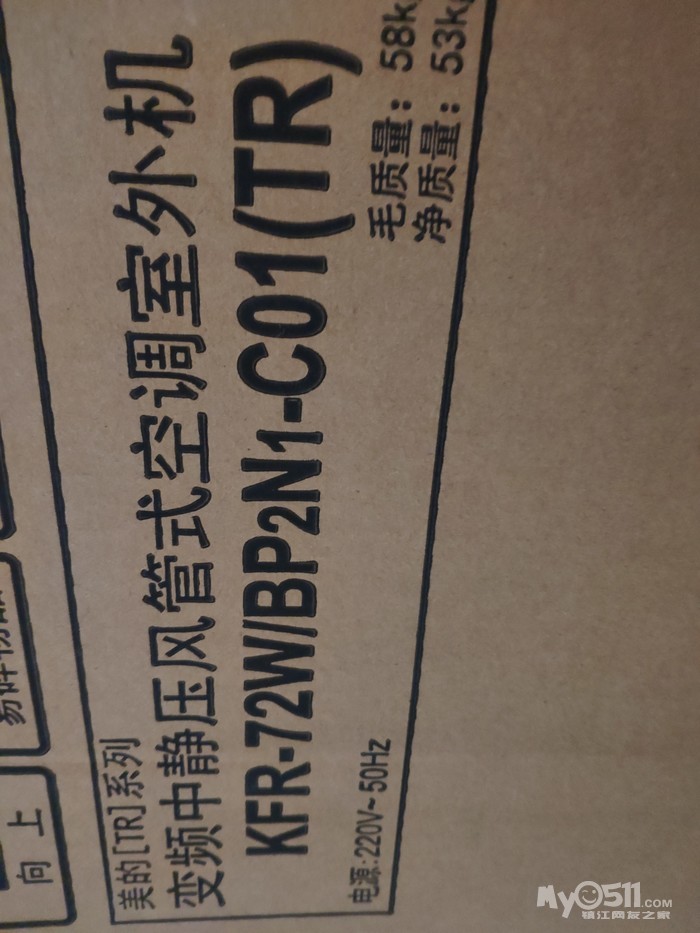 美的[TR]系列
变频中静压风管式空调室外机
KFR-72W/BP2N1-C01(TR)
电源:220V~50Hz
毛质量: 58k
净质量: 53k
向上
My0511.COM
镇江网友之家